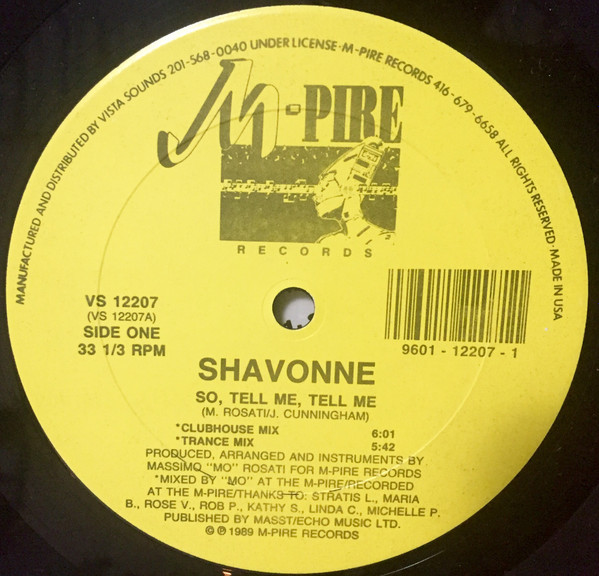 MANUFACTURED AND DISTRIBUTED BY VISTA SOUNDS 201-568-0040 UNDER LICENSE·M-PIRE RECORDS 416-679-6658 ALL RIGHTS RESERVED·MADE IN USA
M-PIRE
RECORDS
VS 12207
(VS 12207A)
SIDE ONE
33 1/3 RPM
9601-12207-1
SHAVONNE
SO, TELL ME, TELL ME
(M. ROSATI/J. CUNNINGHAM)
*CLUBHOUSE MIX 6:01
*TRANCE MIX 5:42
PRODUCED, ARRANGED AND INSTRUMENTS BY
MASSIMO "MO" ROSATI FOR M-PIRE RECORDS
*MIXED BY "MO" AT THE M-PIRE/RECORDED
AT THE M-PIRE/THANKS TO: STRATIS L., MARIA
B., ROSE V., ROB P., KATHY S., LINDA C., MICHELLE P.
PUBLISHED BY MASST/ECHO MUSIC LTD.
© ℗ 1989 M-PIRE RECORDS